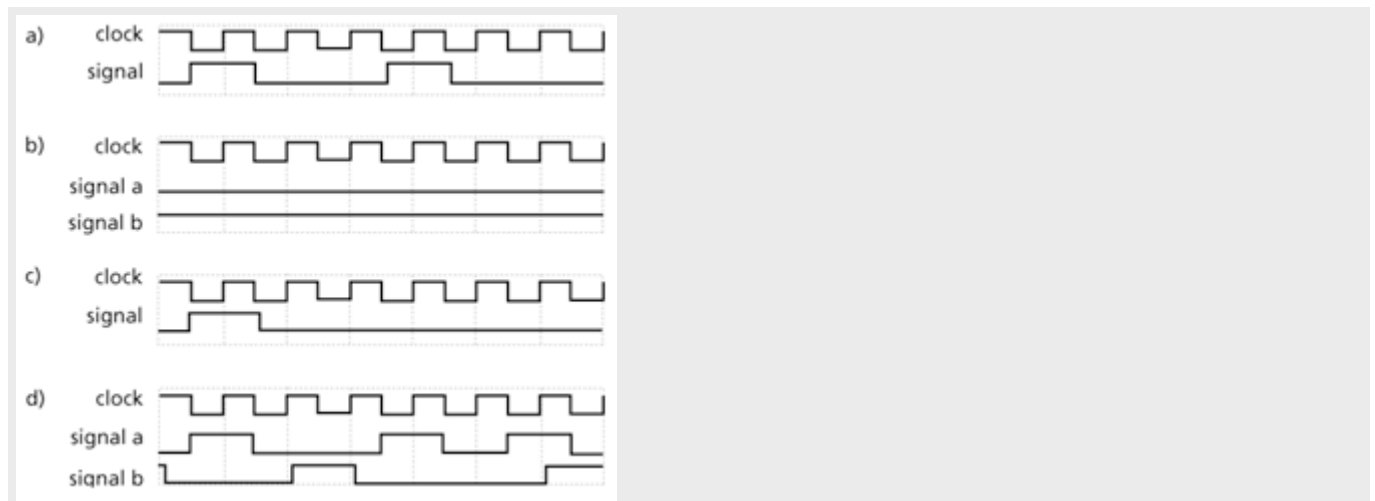 a) clock
signal
b) clock
signal a
signal b
c) clock
signal
d) clock
signal a
signal b